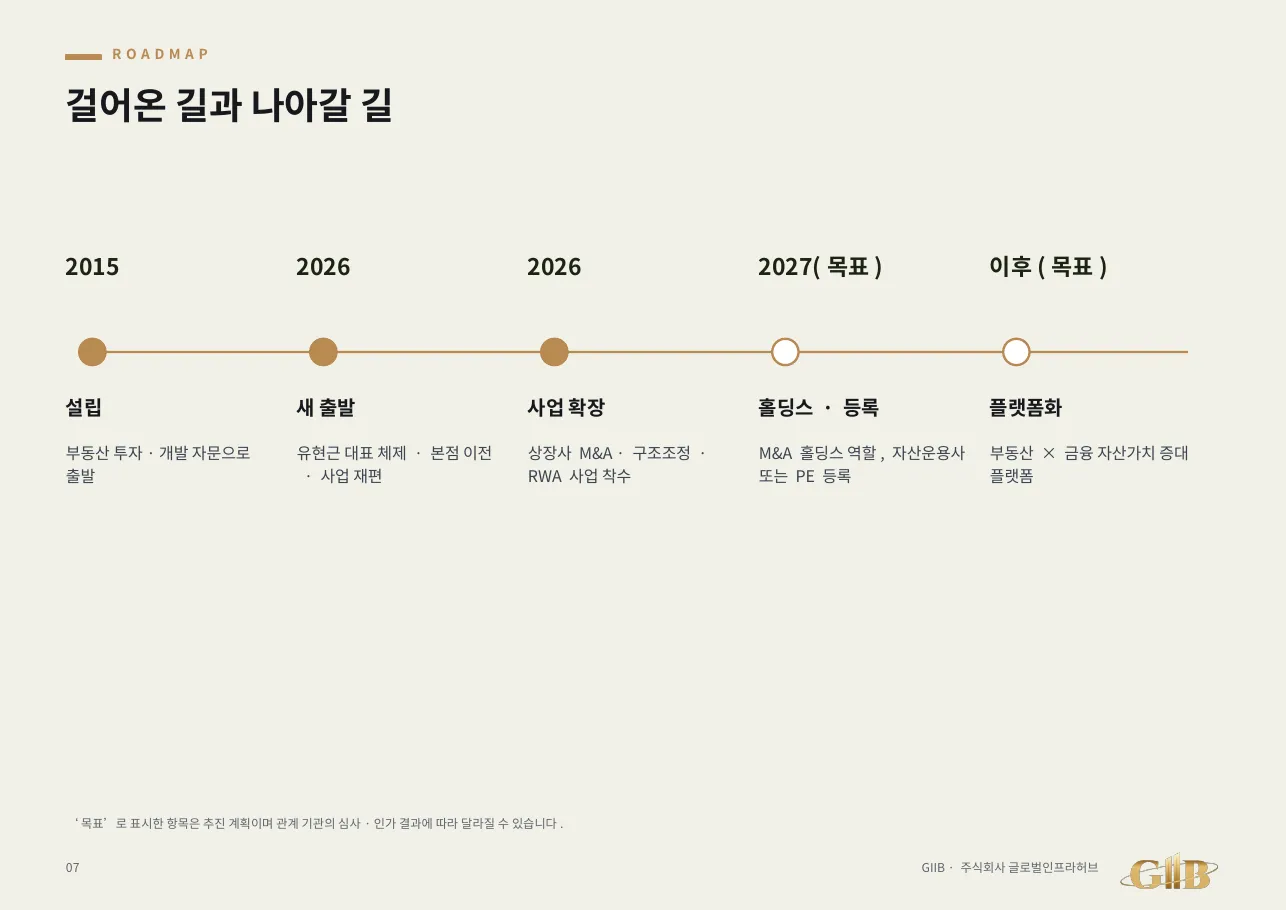 ROADMAP
걸어온 길과 나아갈 길
2015
2026
2026
2027( 목표 )
이후 ( 목표 )
설립
새 출발
사업 확장
홀딩스 · 등록
플랫폼화
부동산 투자 · 개발 자문으로
출발
유현근 대표 체제 · 본점 이전
· 사업 재편
상장사 M&A · 구조조정 ·
RWA 사업 착수
M&A 홀딩스 역할 , 자산운용사
또는 PE 등록
부동산 × 금융 자산가치 증대
플랫폼
‘ 목표’ 로 표시한 항목은 추진 계획이며 관계 기관의 심사 · 인가 결과에 따라 달라질 수 있습니다 .
07
GIIB · 주식회사 글로벌인프라허브
GIIB